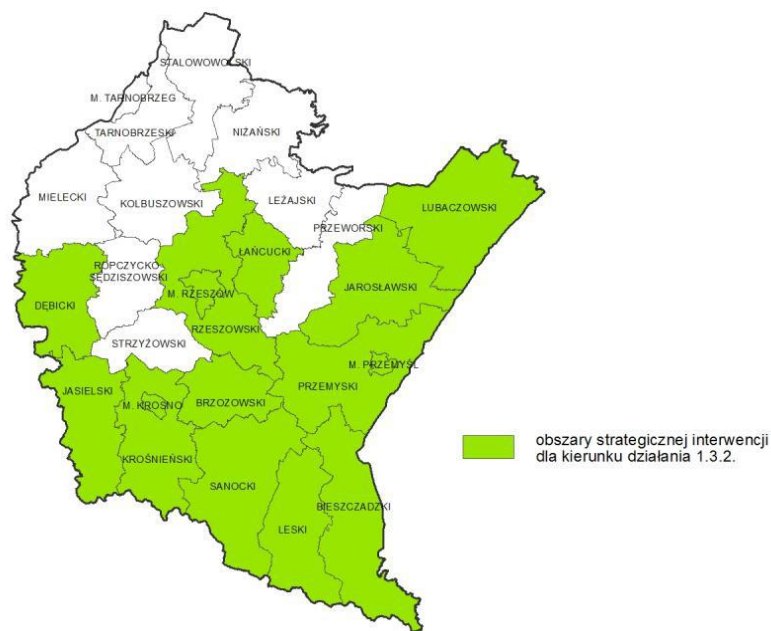 STALOWOWOLSKI
M. TARNOBRZEG
TARNOBRZESKI
NIŻAŃSKI
MIELECKI
KOLBUSZOWSKI
LEŻAJSKI
LUBACZOWSKI
PRZEWORSKI
ŁAŃCUCKI
ROPCZYCKO
SĘDZISZOWSKI
JAROSŁAWSKI
M. RZESZÓW
DĘBICKI
RZESZOWSKI
STRZYŻOWSKI
M. PRZEMYŚL
PRZEMYSKI
JASIELSKI
M. KROSNO
BRZOZOWSKI
KROŚNIEŃSKI
SANOCKI
BIESZCZADZKI
LESKI
obszary strategicznej interwencji
dla kierunku działania 1.3.2.